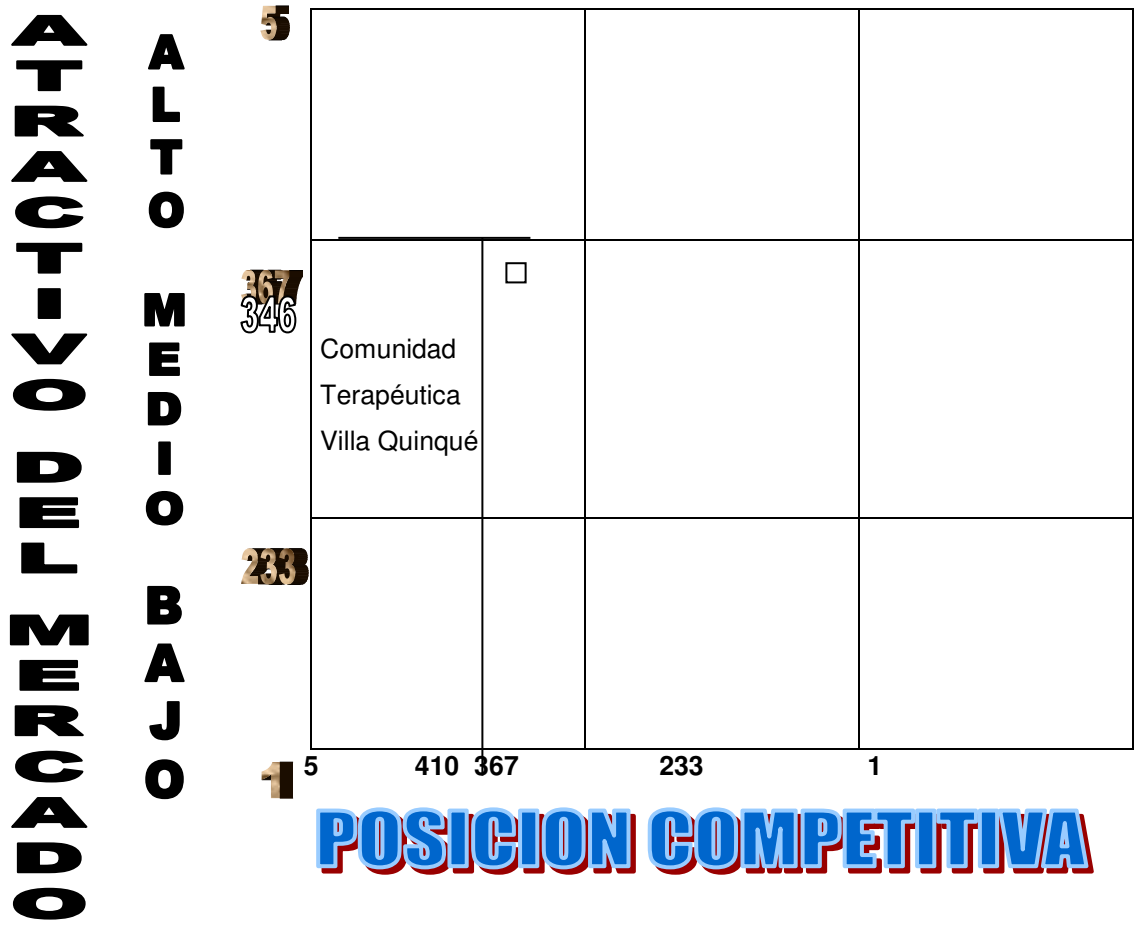 ATRACTIVO DEL MERCADO
ALTO MEDIO BAJO
5
367
346
Comunidad
Terapéutica
Villa Quinqué
233
1
5 410 367 233 1
POSICION COMPETITIVA